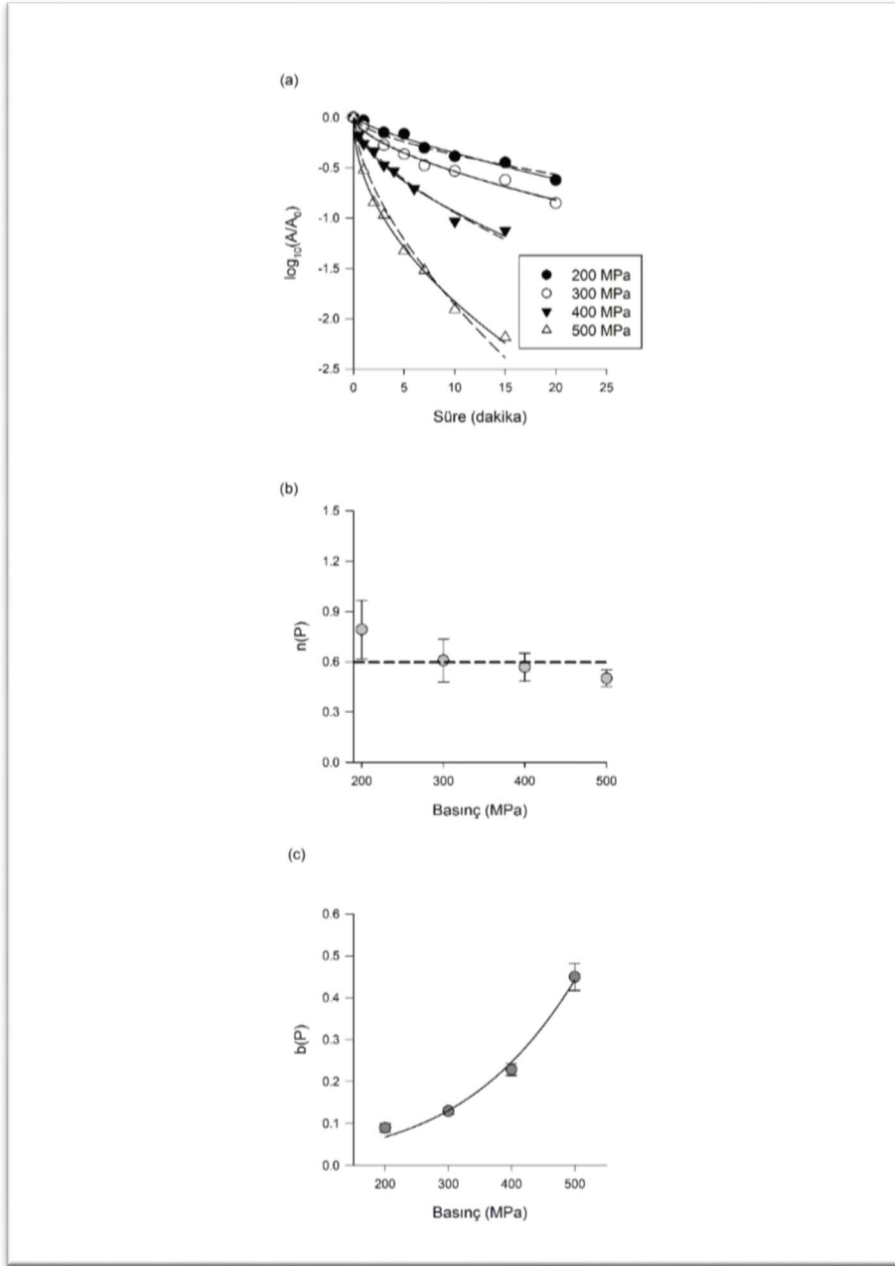 (a)
0.0
-0.5
-1.0
-1.5
-2.0
-2.5
log₁₀(A/A₀)
200 MPa
300 MPa
400 MPa
500 MPa
0 5 10 15 20 25
Süre (dakika)
(b)
1.5
1.2
0.9
0.6
0.3
0.0
n(P)
200 300 400 500
Basınç (MPa)
(c)
0.6
0.5
0.4
0.3
0.2
0.1
0.0
b(P)
200 300 400 500
Basınç (MPa)